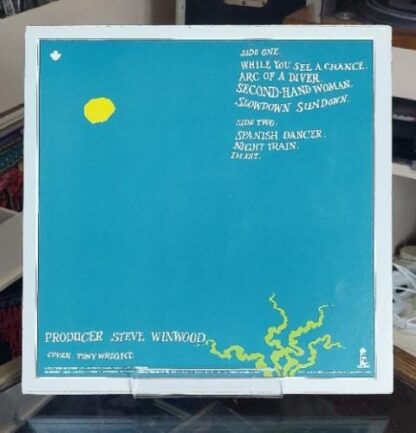 SIDE ONE.
WHILE YOU SEE A CHANCE.
ARC OF A DIVER
SECOND-HAND WOMAN.
SLOWDOWN SUNDOWN.
SIDE TWO.
SPANISH DANCER.
NIGHT TRAIN.
DUST.
PRODUCER STEVE WINWOOD
COVER TONY WRIGHT.